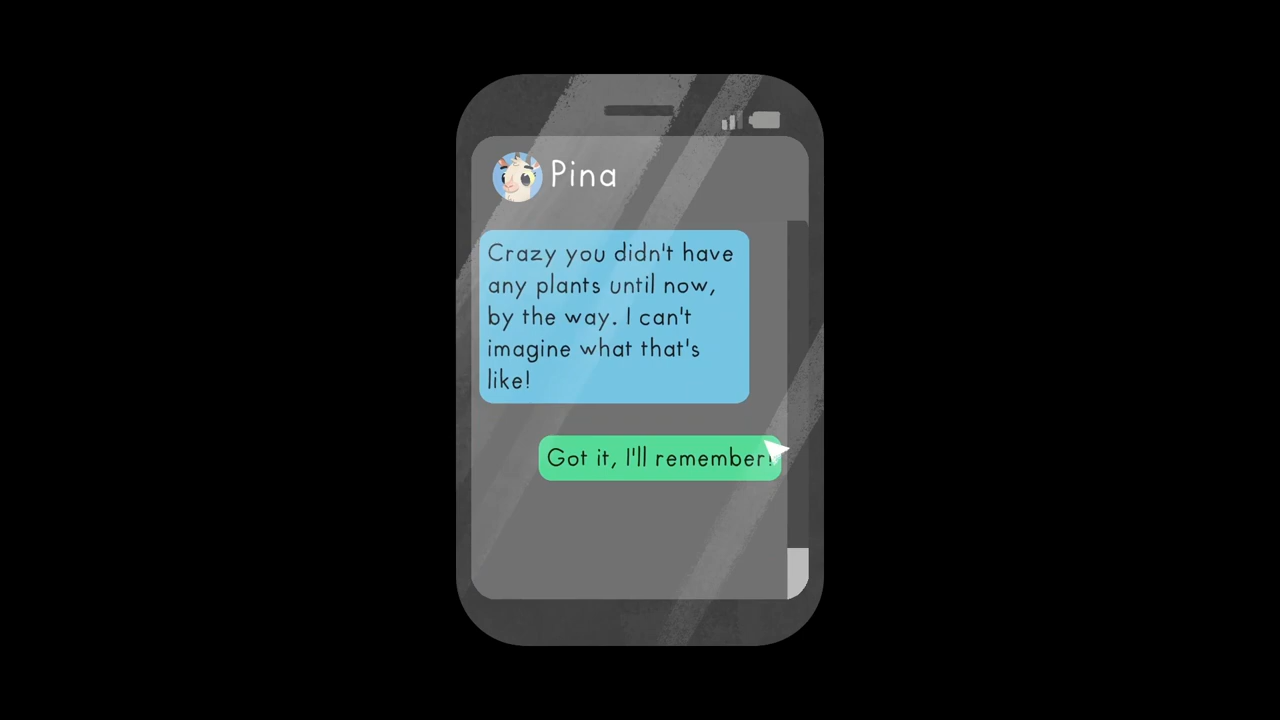 Pina
Crazy you didn't have
any plants until now,
by the way. I can't
imagine what that's
like!
Got it, I'll remember!